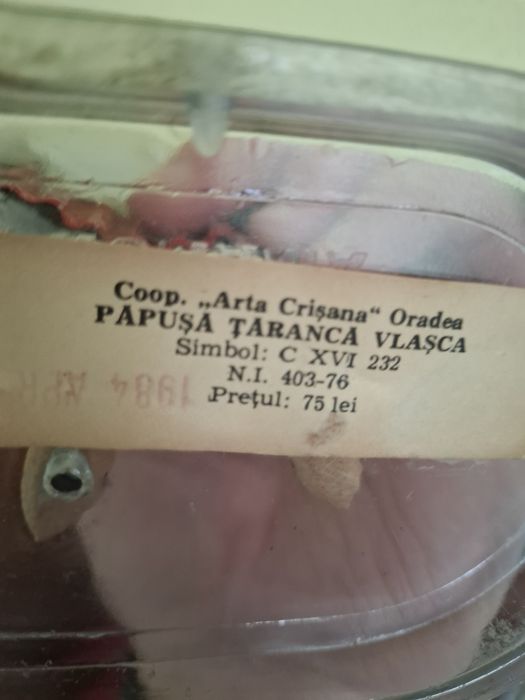 Coop. „Arta Crişana“ Oradea
PĂPUŞĂ ŢĂRANCĂ VLAŞCA
Simbol: C XVI 232
N.I. 403-76
Preţul: 75 lei
1984